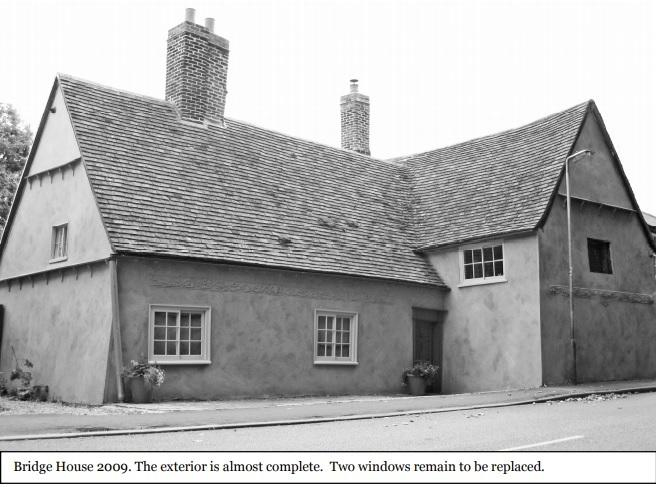 Bridge House 2009. The exterior is almost complete.  Two windows remain to be replaced.